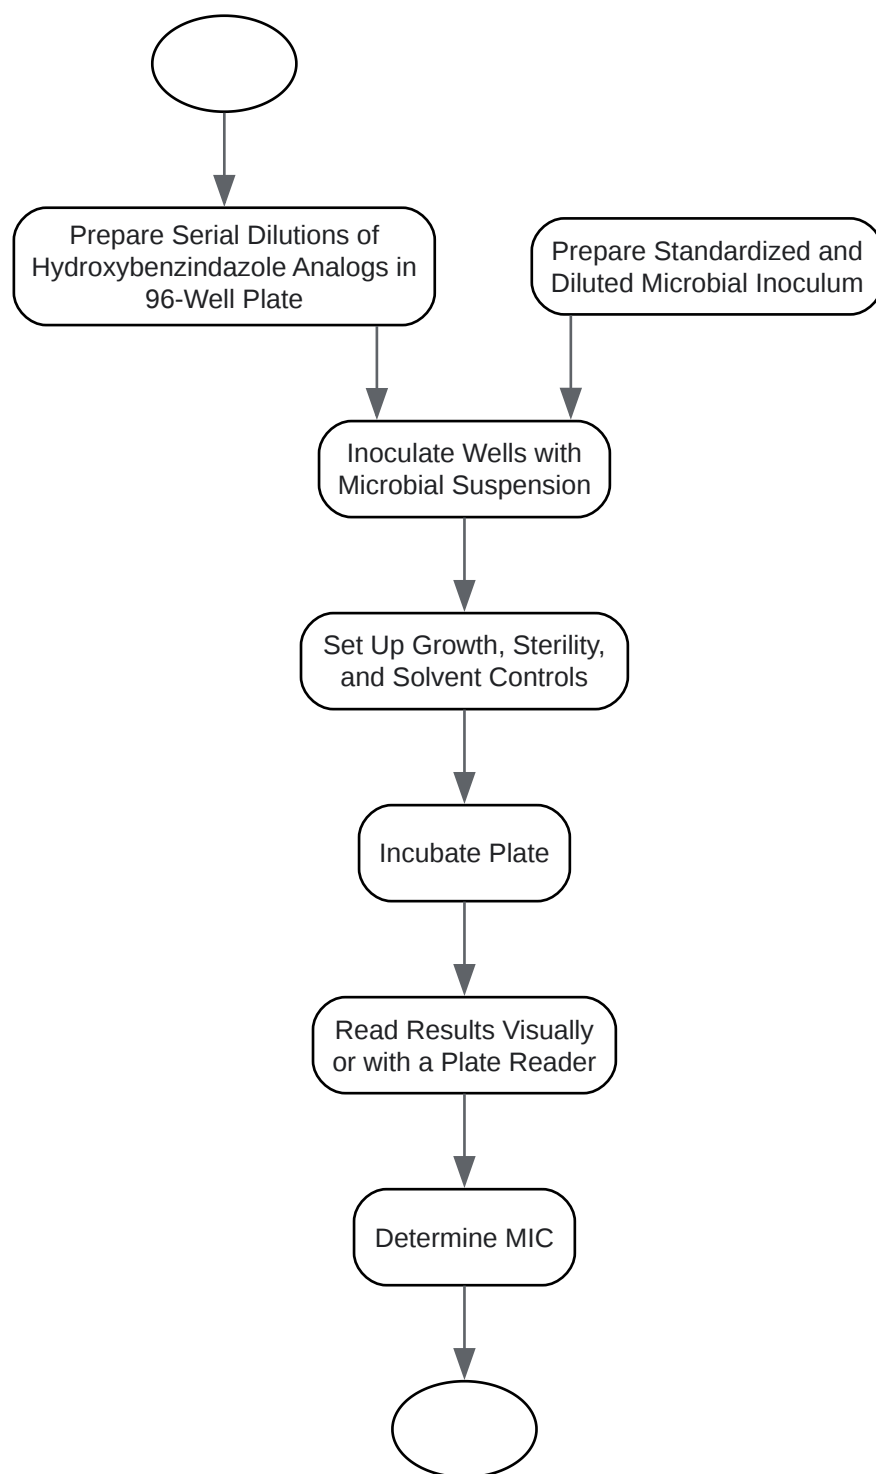 Prepare Serial Dilutions of
Hydroxybenzindazole Analogs in
96-Well Plate
Prepare Standardized and
Diluted Microbial Inoculum
Inoculate Wells with
Microbial Suspension
Set Up Growth, Sterility,
and Solvent Controls
Incubate Plate
Read Results Visually
or with a Plate Reader
Determine MIC